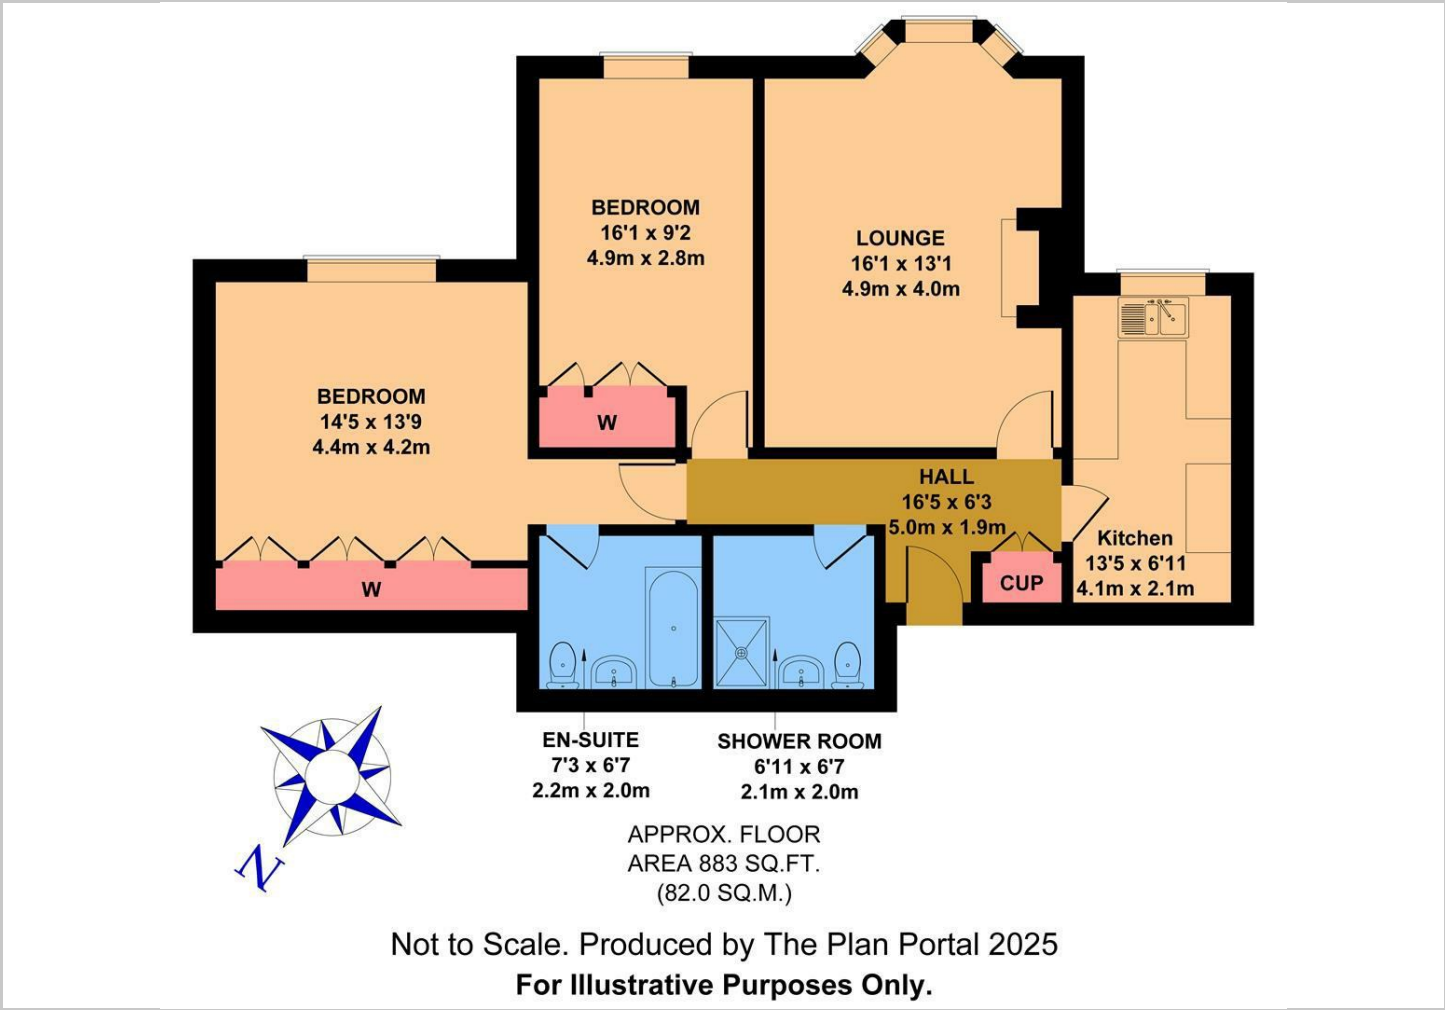 BEDROOM
16'1 x 9'2
4.9m x 2.8m
LOUNGE
16'1 x 13'1
4.9m x 4.0m
BEDROOM
14'5 x 13'9
4.4m x 4.2m
W
HALL
16'5 x 6'3
5.0m x 1.9m
Kitchen
13'5 x 6'11
4.1m x 2.1m
CUP
W
EN-SUITE
7'3 x 6'7
2.2m x 2.0m
SHOWER ROOM
6'11 x 6'7
2.1m x 2.0m
N
APPROX. FLOOR
AREA 883 SQ.FT.
(82.0 SQ.M.)
Not to Scale. Produced by The Plan Portal 2025
For Illustrative Purposes Only.